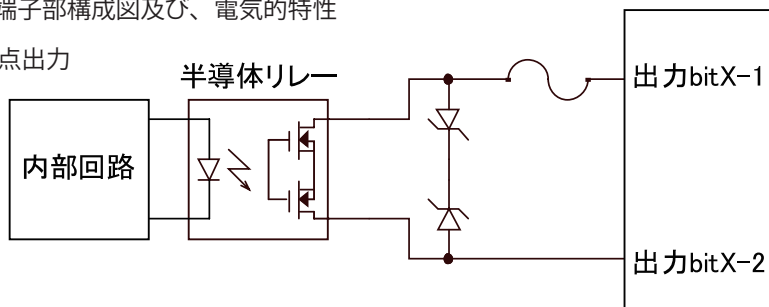 端子部構成図及び、電気的特性
点出力
半導体リレー
内部回路
出力bitX-1
出力bitX-2